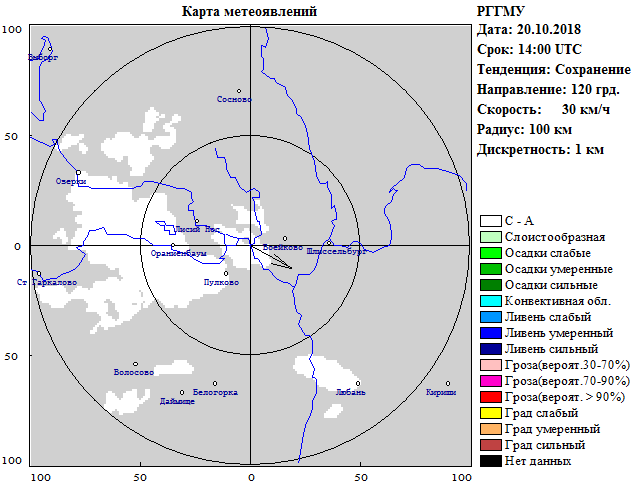 Карта метеоявлений
РГГМУ
Дата: 20.10.2018
Срок: 14:00 UTC
Тенденция: Сохранение
Направление: 120 грд.
Скорость: 30 км/ч
Радиус: 100 км
Дискретность: 1 км
100
50
0
50
100
Выборг
Сосново
Озерки
Лисий Нос
Ораниенбаум
Воейково
Шлиссельбург
Ст Гаркалово
Пулково
Волосово
Белогорка
Даймище
Любань
Кириши
100
50
0
50
100
С - А
Слоистообразная
Осадки слабые
Осадки умеренные
Осадки сильные
Конвективная обл.
Ливень слабый
Ливень умеренный
Ливень сильный
Гроза(вероят.30-70%)
Гроза(вероят.70-90%)
Гроза(вероят. > 90%)
Град слабый
Град умеренный
Град сильный
Нет данных